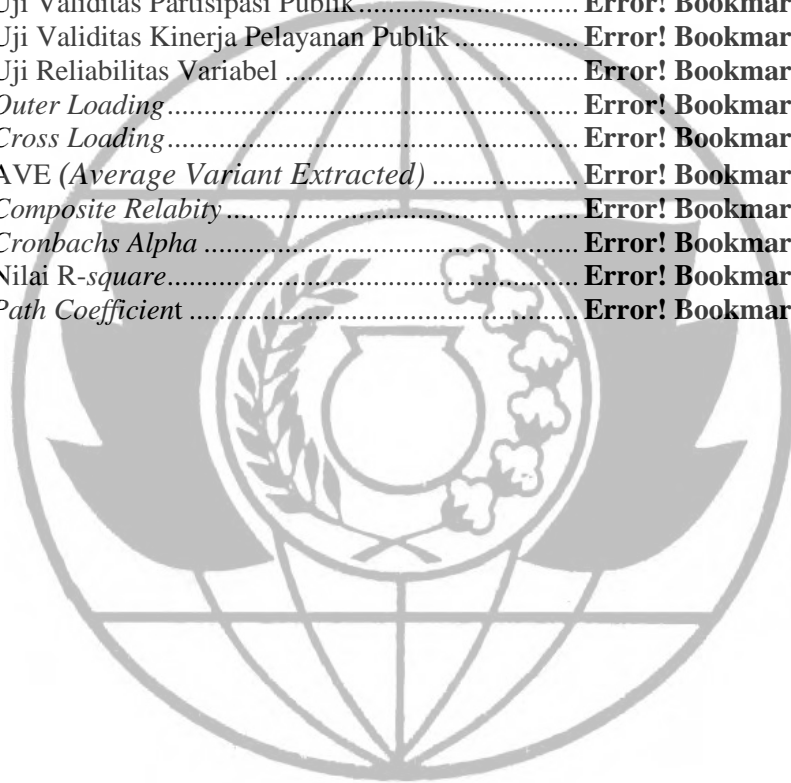 Uji Validitas Partisipasi Publik............................... Error! Bookmar
Uji Validitas Kinerja Pelayanan Publik ................. Error! Bookmar
Uji Reliabilitas Variabel ........................................ Error! Bookmar
Outer Loading........................................................ Error! Bookmar
Cross Loading........................................................ Error! Bookmar
AVE (Average Variant Extracted) .................... Error! Bookmar
Composite Relabity................................................ Error! Bookmar
Cronbachs Alpha ................................................... Error! Bookmar
Nilai R-square........................................................ Error! Bookmar
Path Coefficient ..................................................... Error! Bookmar